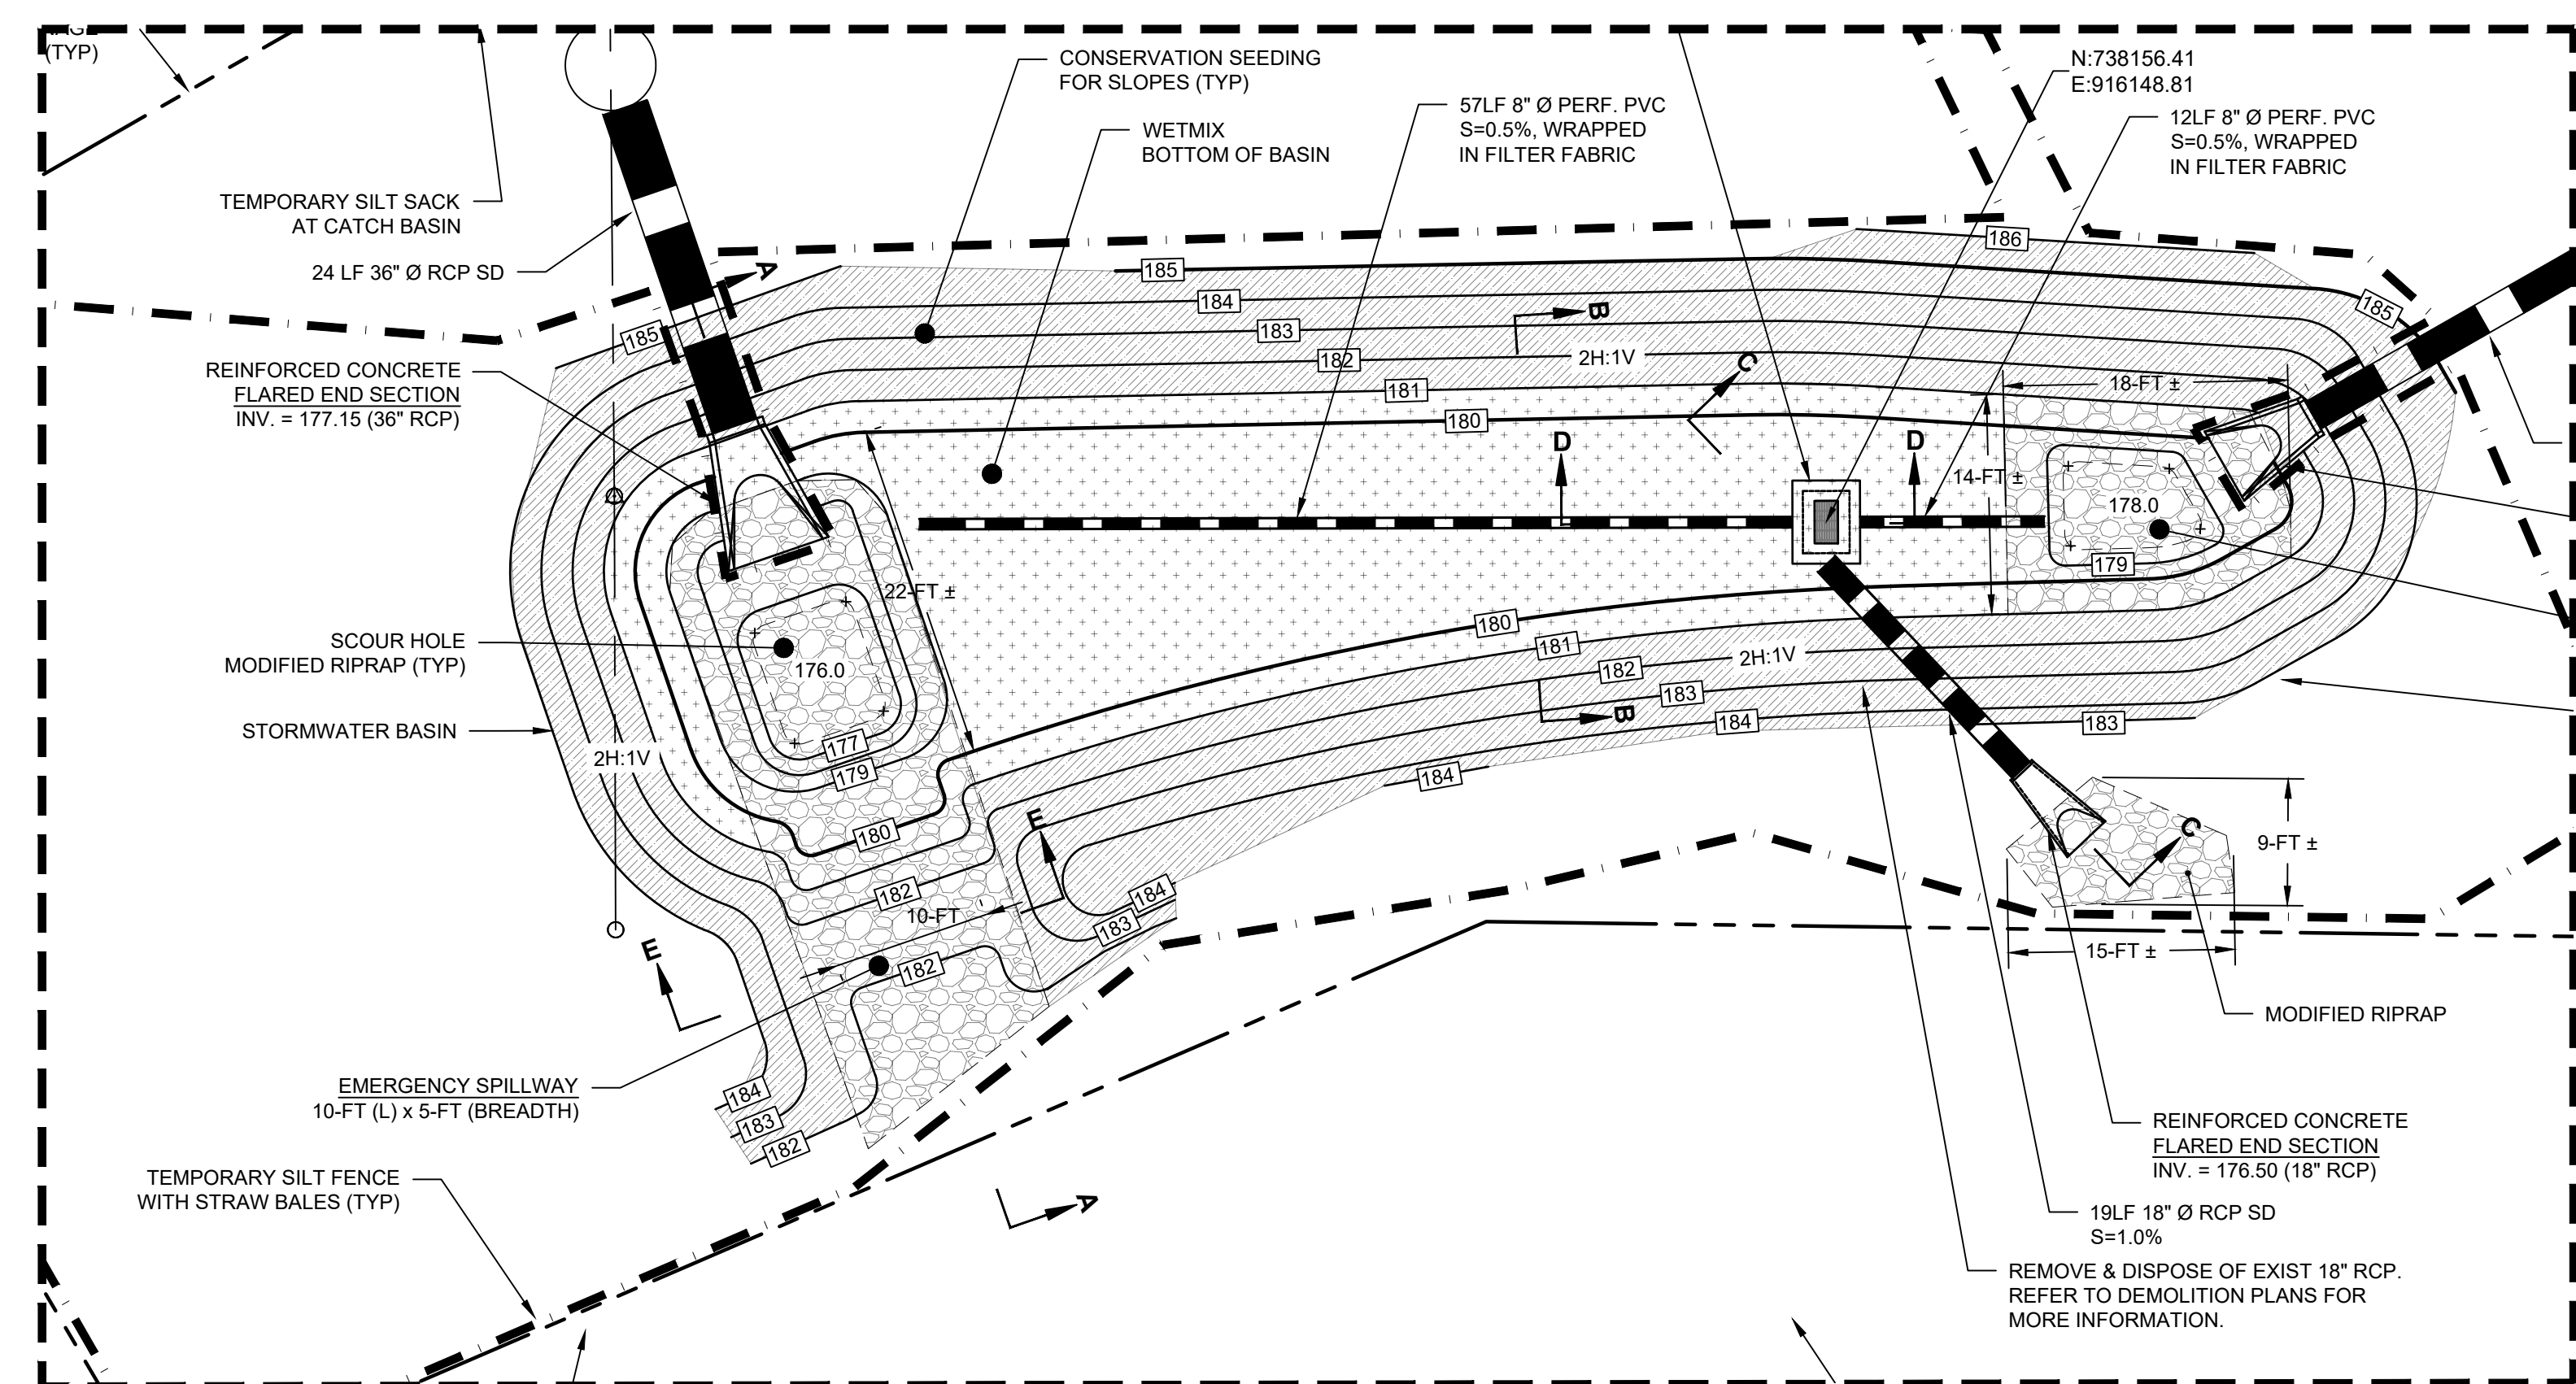 (TYP)
CONSERVATION SEEDING
FOR SLOPES (TYP)
WETMIX
BOTTOM OF BASIN
57LF 8" Ø PERF. PVC
S=0.5%, WRAPPED
IN FILTER FABRIC
N:738156.41
E:916148.81
12LF 8" Ø PERF. PVC
S=0.5%, WRAPPED
IN FILTER FABRIC
TEMPORARY SILT SACK
AT CATCH BASIN
24 LF 36" Ø RCP SD
REINFORCED CONCRETE
FLARED END SECTION
INV. = 177.15 (36" RCP)
SCOUR HOLE
MODIFIED RIPRAP (TYP)
STORMWATER BASIN
EMERGENCY SPILLWAY
10-FT (L) x 5-FT (BREADTH)
TEMPORARY SILT FENCE
WITH STRAW BALES (TYP)
A
185
185
184
183
182
181
180
B
2H:1V
C
186
185
18-FT ±
14-FT ±
D
D
178.0
179
22-FT ±
176.0
177
179
180
182
2H:1V
10-FT
182
E
E
184
183
184
183
182
180
181
182
183
184
184
2H:1V
B
183
C
9-FT ±
15-FT ±
A
MODIFIED RIPRAP
REINFORCED CONCRETE
FLARED END SECTION
INV. = 176.50 (18" RCP)
19LF 18" Ø RCP SD
S=1.0%
REMOVE & DISPOSE OF EXIST 18" RCP.
REFER TO DEMOLITION PLANS FOR
MORE INFORMATION.